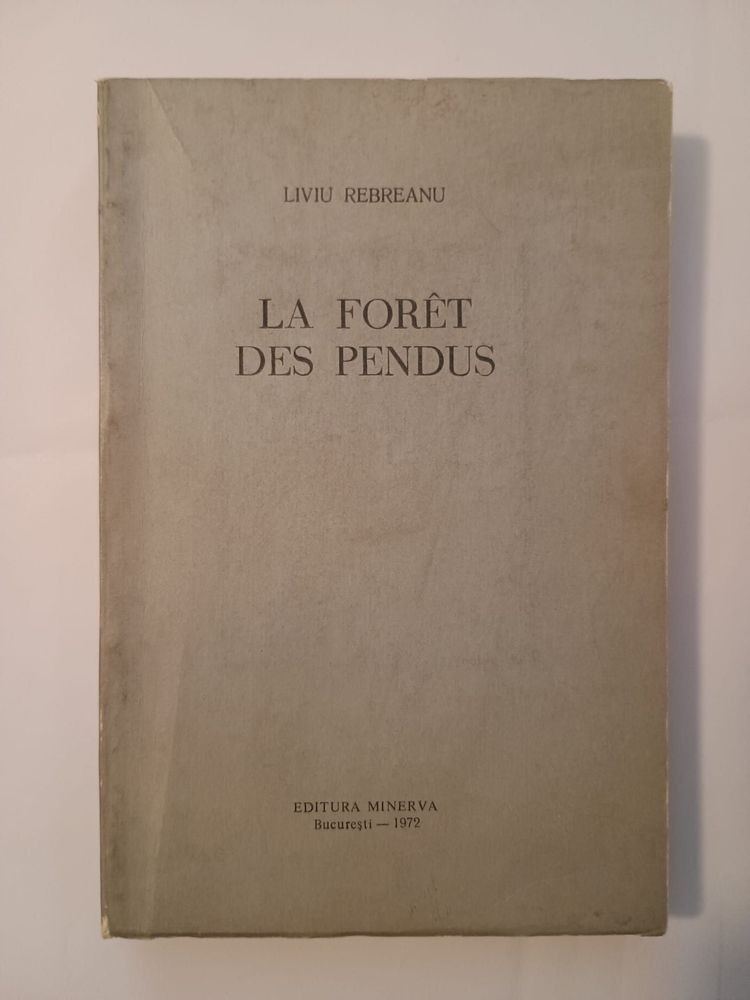 LIVIU REBREANU
LA FORÊT
DES PENDUS
EDITURA MINERVA
București — 1972